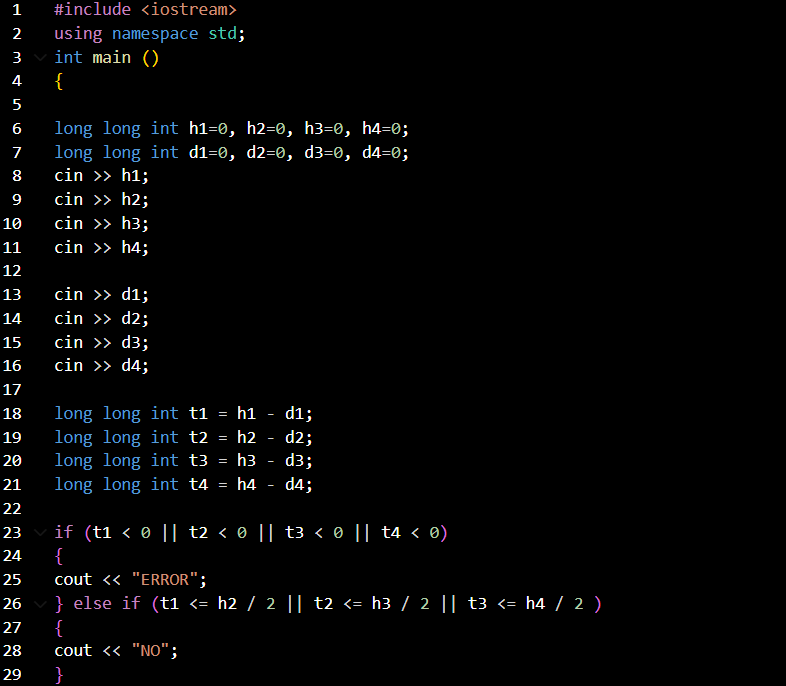 1 #include <iostream>
2 using namespace std;
3 int main ()
4 {
5
6 long long int h1=0, h2=0, h3=0, h4=0;
7 long long int d1=0, d2=0, d3=0, d4=0;
8 cin >> h1;
9 cin >> h2;
10 cin >> h3;
11 cin >> h4;
12
13 cin >> d1;
14 cin >> d2;
15 cin >> d3;
16 cin >> d4;
17
18 long long int t1 = h1 - d1;
19 long long int t2 = h2 - d2;
20 long long int t3 = h3 - d3;
21 long long int t4 = h4 - d4;
22
23 if (t1 < 0 || t2 < 0 || t3 < 0 || t4 < 0)
24 {
25 cout << "ERROR";
26 } else if (t1 <= h2 / 2 || t2 <= h3 / 2 || t3 <= h4 / 2 )
27 {
28 cout << "NO";
29 }